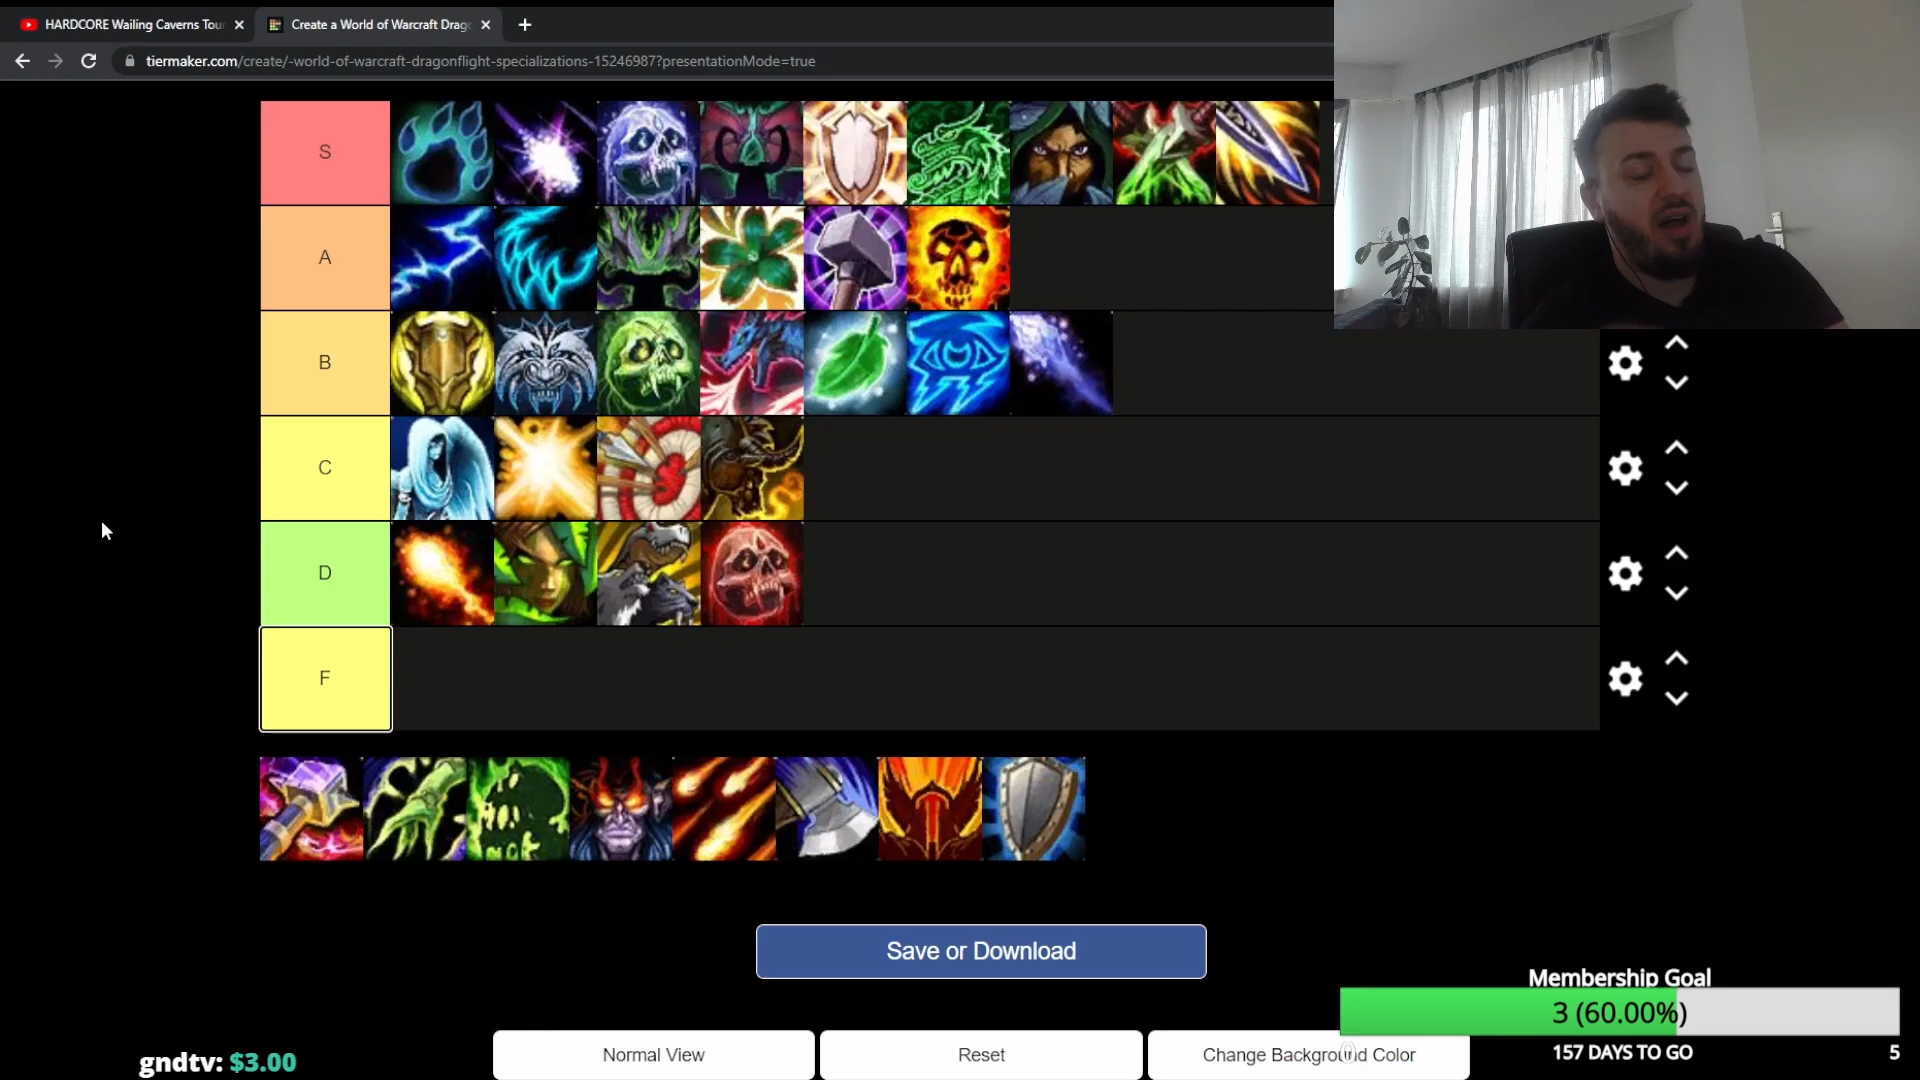 HARDCORE Wailing Caverns Tou
Create a World of Warcraft Drag
tiermaker.com/create/-world-of-warcraft-dragonflight-specializations-15246987?presentationMode=true
S
A
B
C
D
F
Save or Download
Normal View
Reset
Change Background Color
Membership Goal
3 (60.00%)
0
157 DAYS TO GO
5
gndtv: $3.00